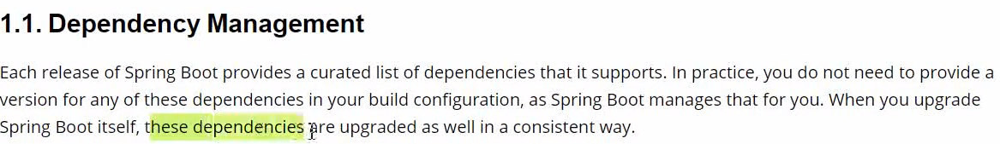 1.1. Dependency Management
Each release of Spring Boot provides a curated list of dependencies that it supports. In practice, you do not need to provide a
version for any of these dependencies in your build configuration, as Spring Boot manages that for you. When you upgrade
Spring Boot itself, these dependencies are upgraded as well in a consistent way.